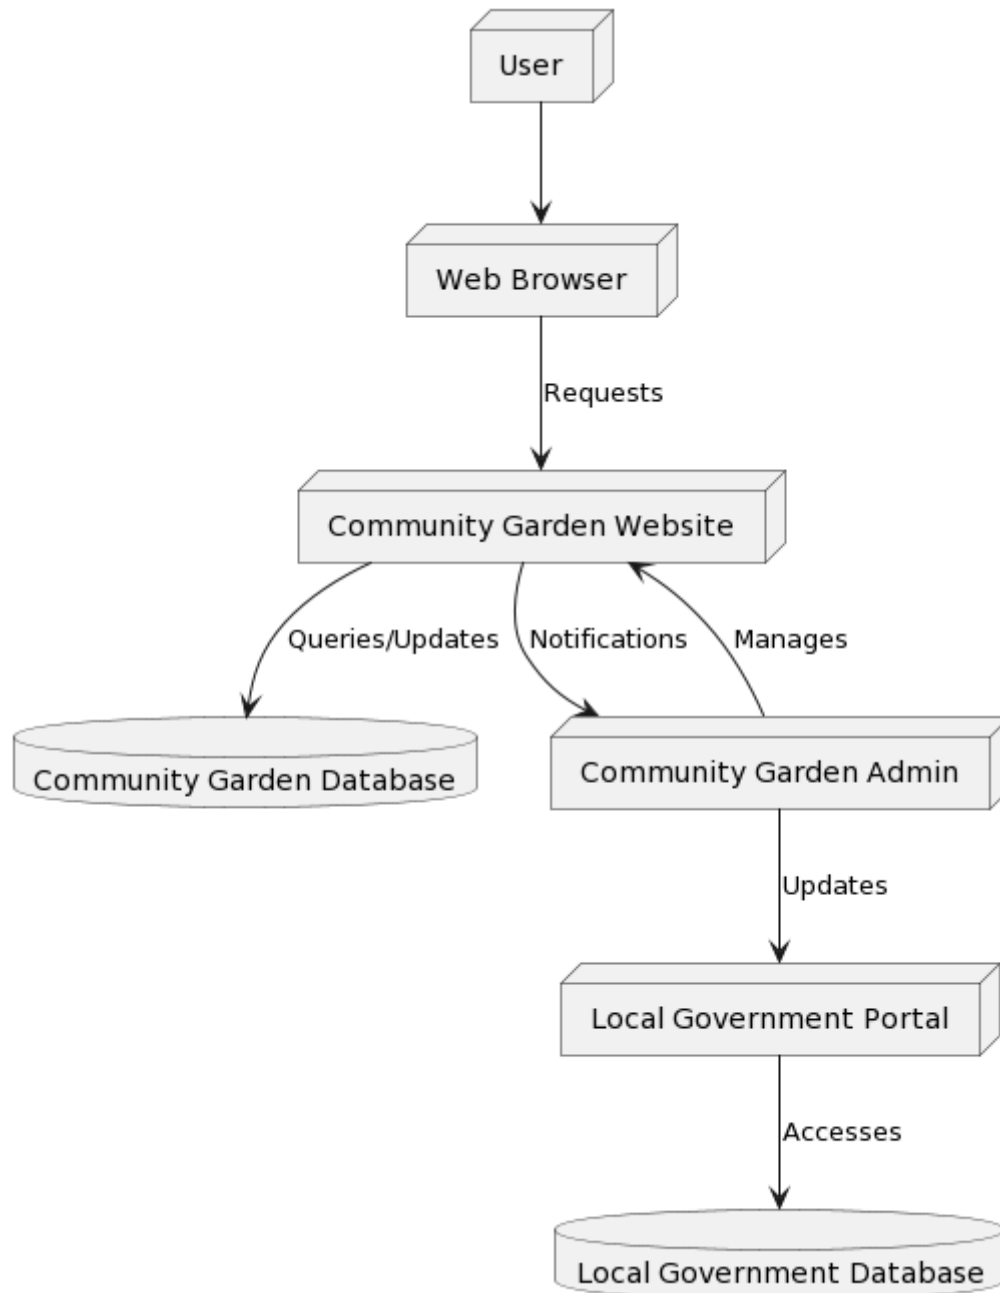 User
Web Browser
Requests
Community Garden Website
Queries/Updates
Notifications
Manages
Community Garden Database
Community Garden Admin
Updates
Local Government Portal
Accesses
Local Government Database